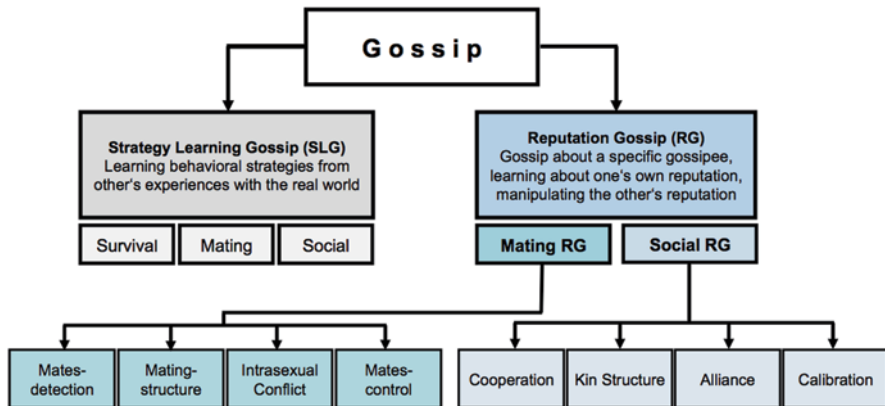 Gossip
Strategy Learning Gossip (SLG)
Learning behavioral strategies from
other's experiences with the real world
Reputation Gossip (RG)
Gossip about a specific gossipee,
learning about one's own reputation,
manipulating the other's reputation
Survival
Mating
Social
Mating RG
Social RG
Mates-
detection
Mating-
structure
Intrasexual
Conflict
Mates-
control
Cooperation
Kin Structure
Alliance
Calibration